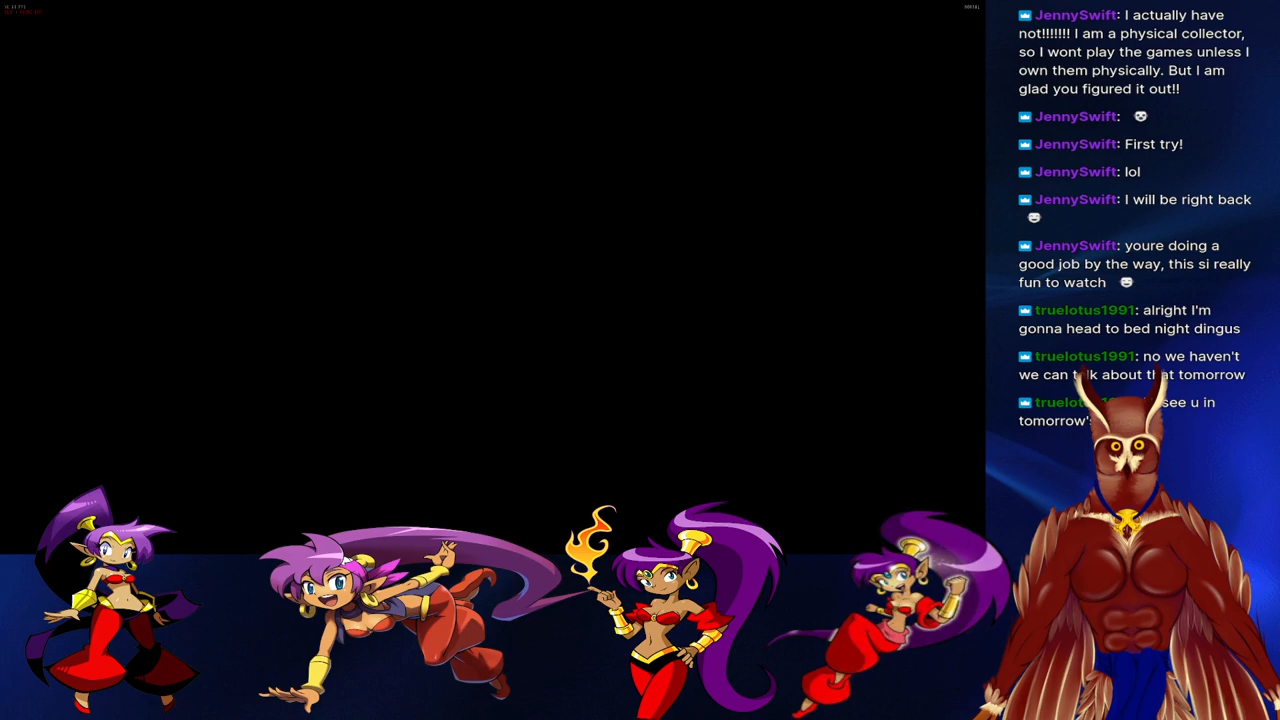 JennySwift: I actually have
not!!!!!!! I am a physical collector,
so I wont play the games unless I
own them physically. But I am
glad you figured it out!!
JennySwift:
JennySwift: First try!
JennySwift: lol
JennySwift: I will be right back
JennySwift: youre doing a
good job by the way, this si really
fun to watch
truelotus1991: alright I'm
gonna head to bed night dingus
truelotus1991: no we haven't
we can talk about that tomorrow
see u in
tomorrow's